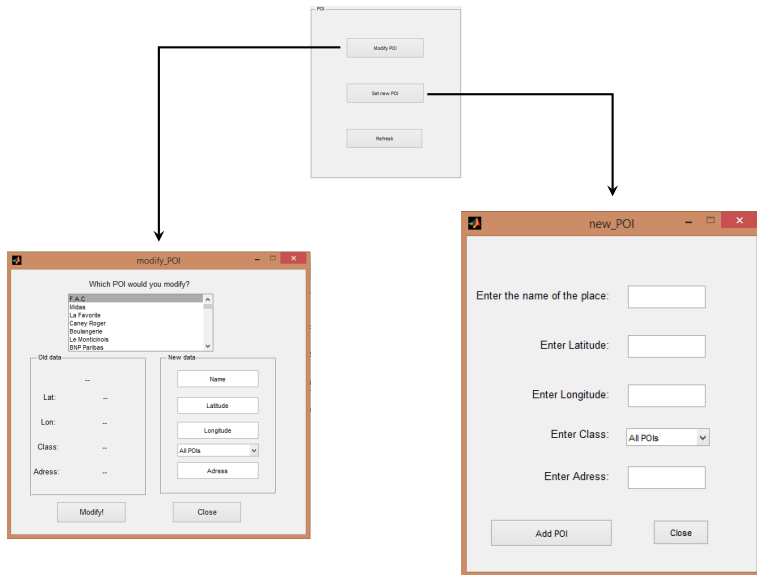 POI
Modify POI
Set new POI
Refresh
modify_POI
Which POI would you modify?
F.A.C
Midas
La Favorite
Caney Roger
Boulangerie
Le Monticinois
BNP Paribas
Old data
--
Lat: --
Lon: --
Class: --
Adress: --
New data
Name
Latitude
Longitude
All POIs
Adress
Modify!
Close
new_POI
Enter the name of the place:
Enter Latitude:
Enter Longitude:
Enter Class: All POIs
Enter Adress:
Add POI
Close